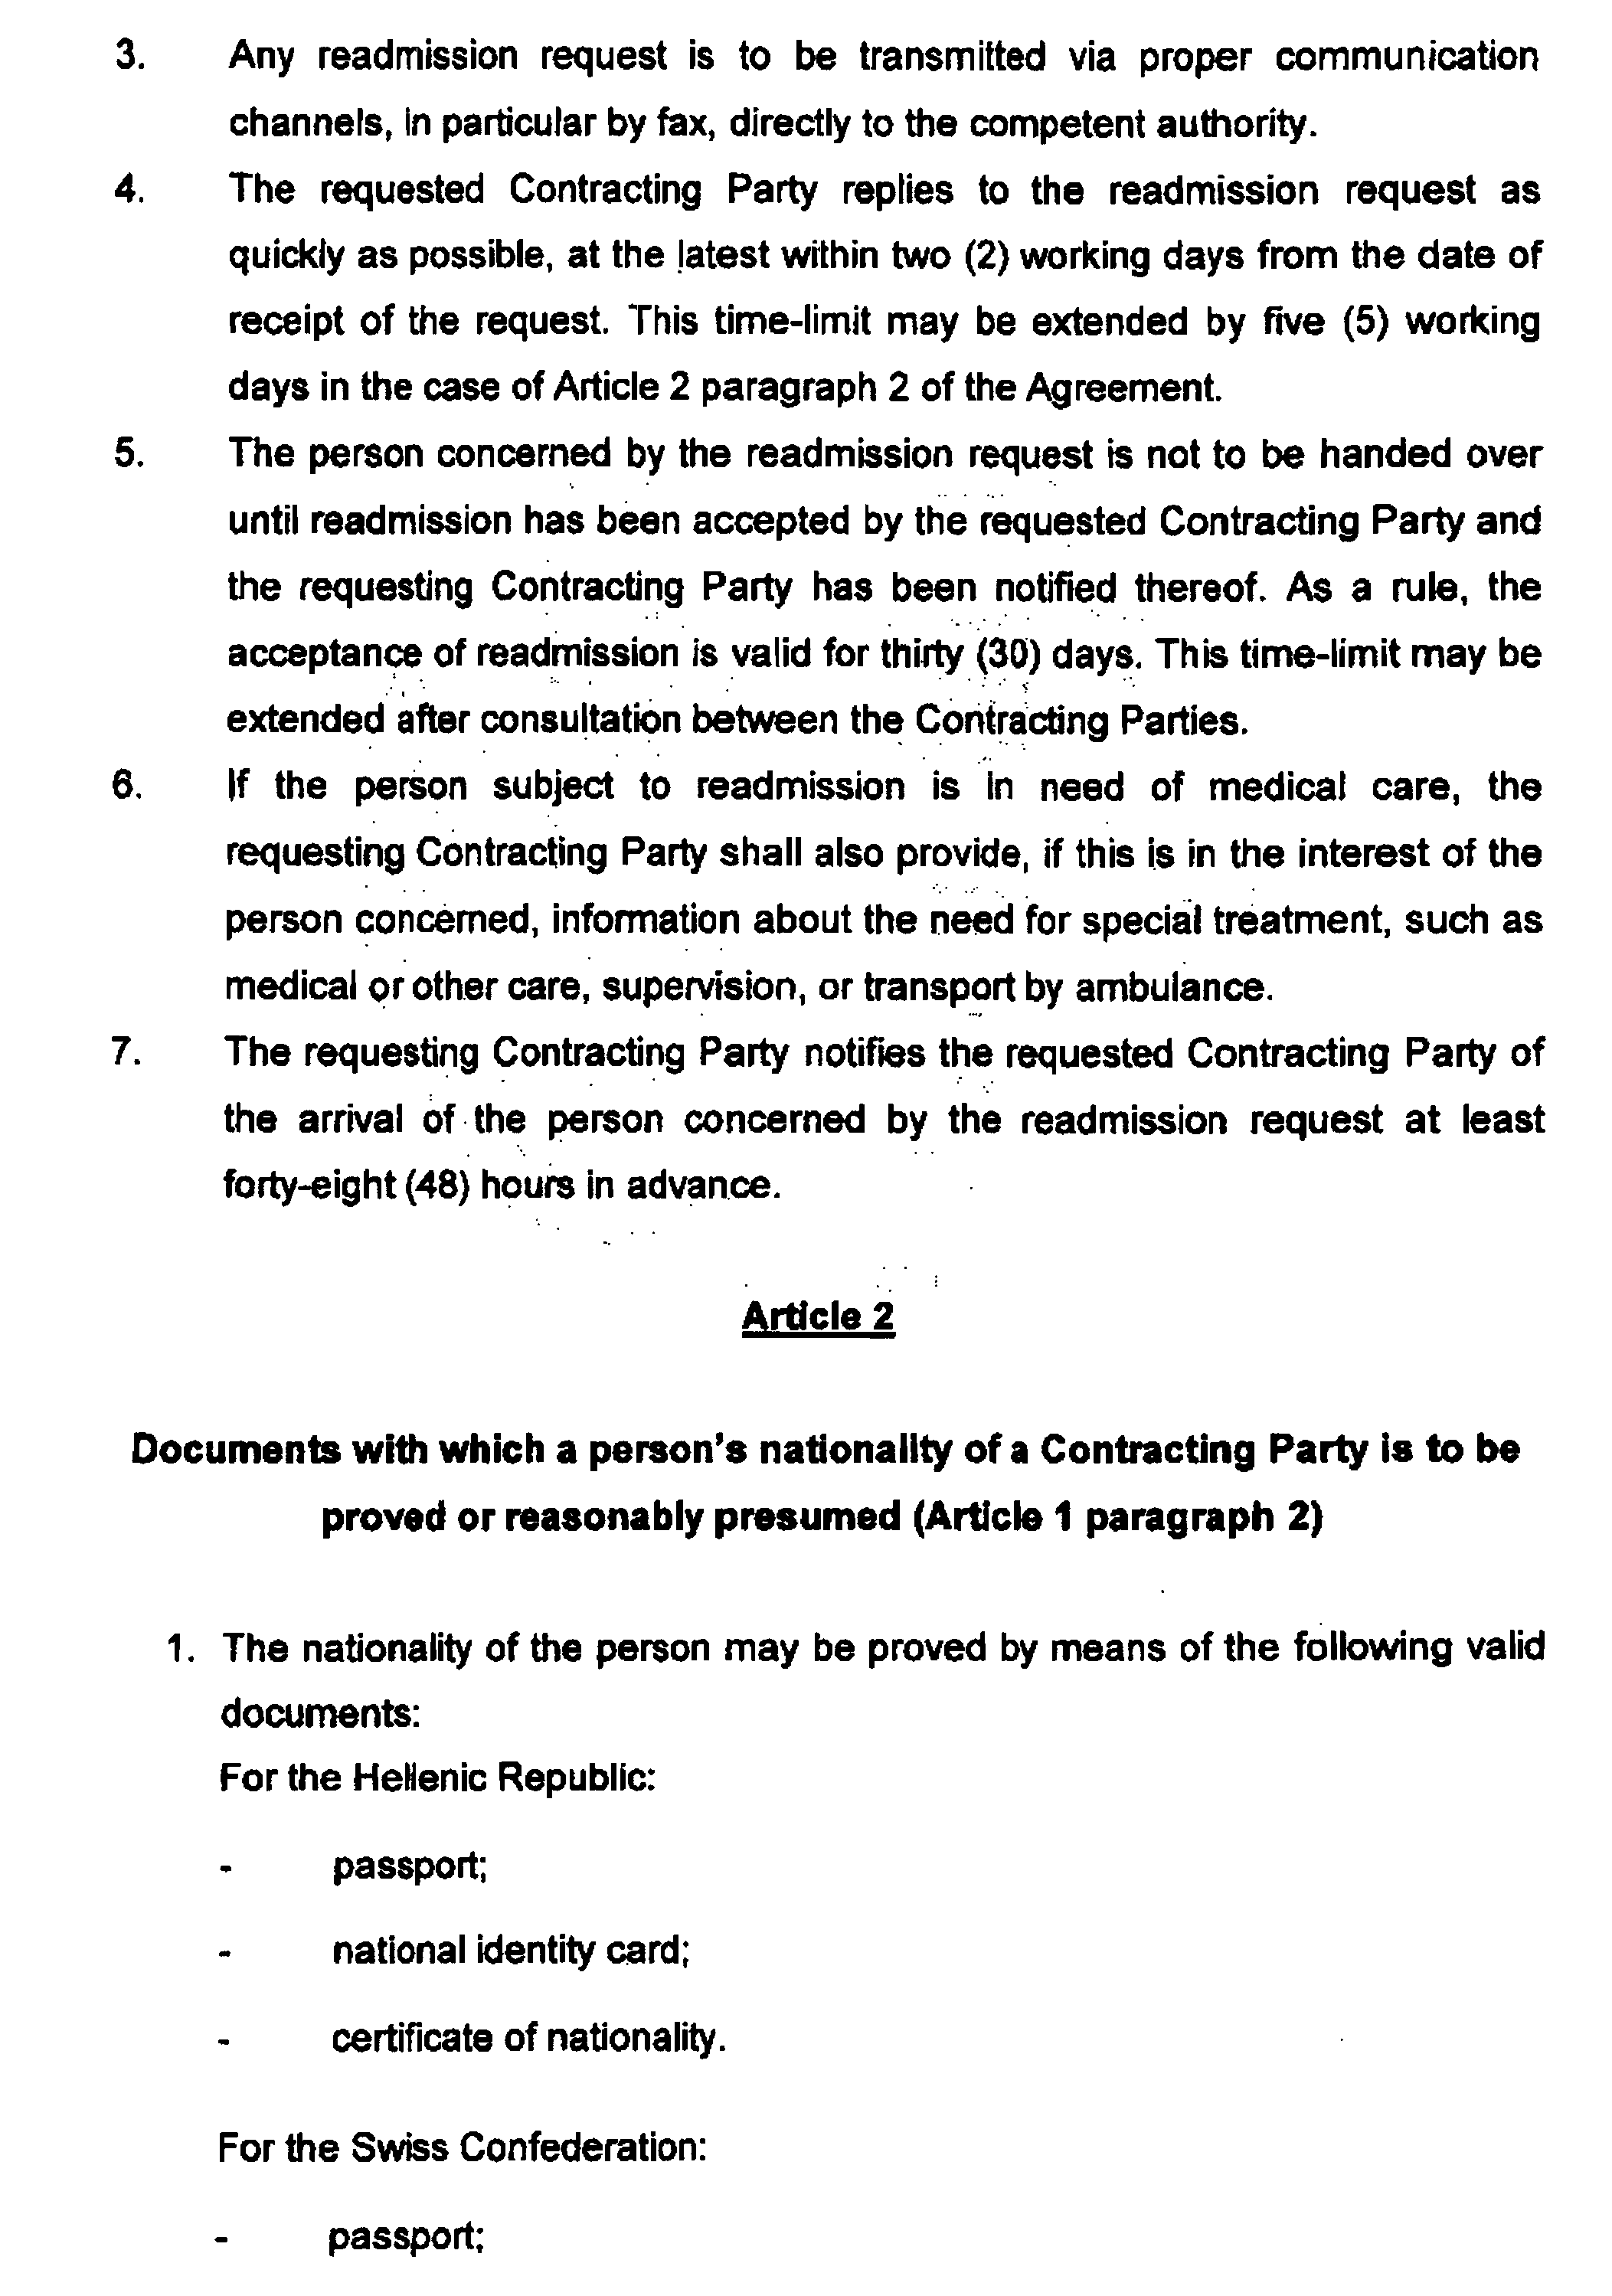 3. Any readmission request is to be transmitted via proper communication
channels, in particular by fax, directly to the competent authority.
4. The requested Contracting Party replies to the readmission request as
quickly as possible, at the latest within two (2) working days from the date of
receipt of the request. This time-limit may be extended by five (5) working
days in the case of Article 2 paragraph 2 of the Agreement.
5. The person concerned by the readmission request is not to be handed over
until readmission has been accepted by the requested Contracting Party and
the requesting Contracting Party has been notified thereof. As a rule, the
acceptance of readmission is valid for thirty (30) days. This time-limit may be
extended after consultation between the Contracting Parties.
6. If the person subject to readmission is in need of medical care, the
requesting Contracting Party shall also provide, if this is in the interest of the
person concerned, information about the need for special treatment, such as
medical or other care, supervision, or transport by ambulance.
7. The requesting Contracting Party notifies the requested Contracting Party of
the arrival of the person concerned by the readmission request at least
forty-eight (48) hours in advance.
Article 2
Documents with which a person's nationality of a Contracting Party is to be
proved or reasonably presumed (Article 1 paragraph 2)
1. The nationality of the person may be proved by means of the following valid
documents:
For the Hellenic Republic:
- passport;
- national identity card;
- certificate of nationality.
For the Swiss Confederation:
- passport;